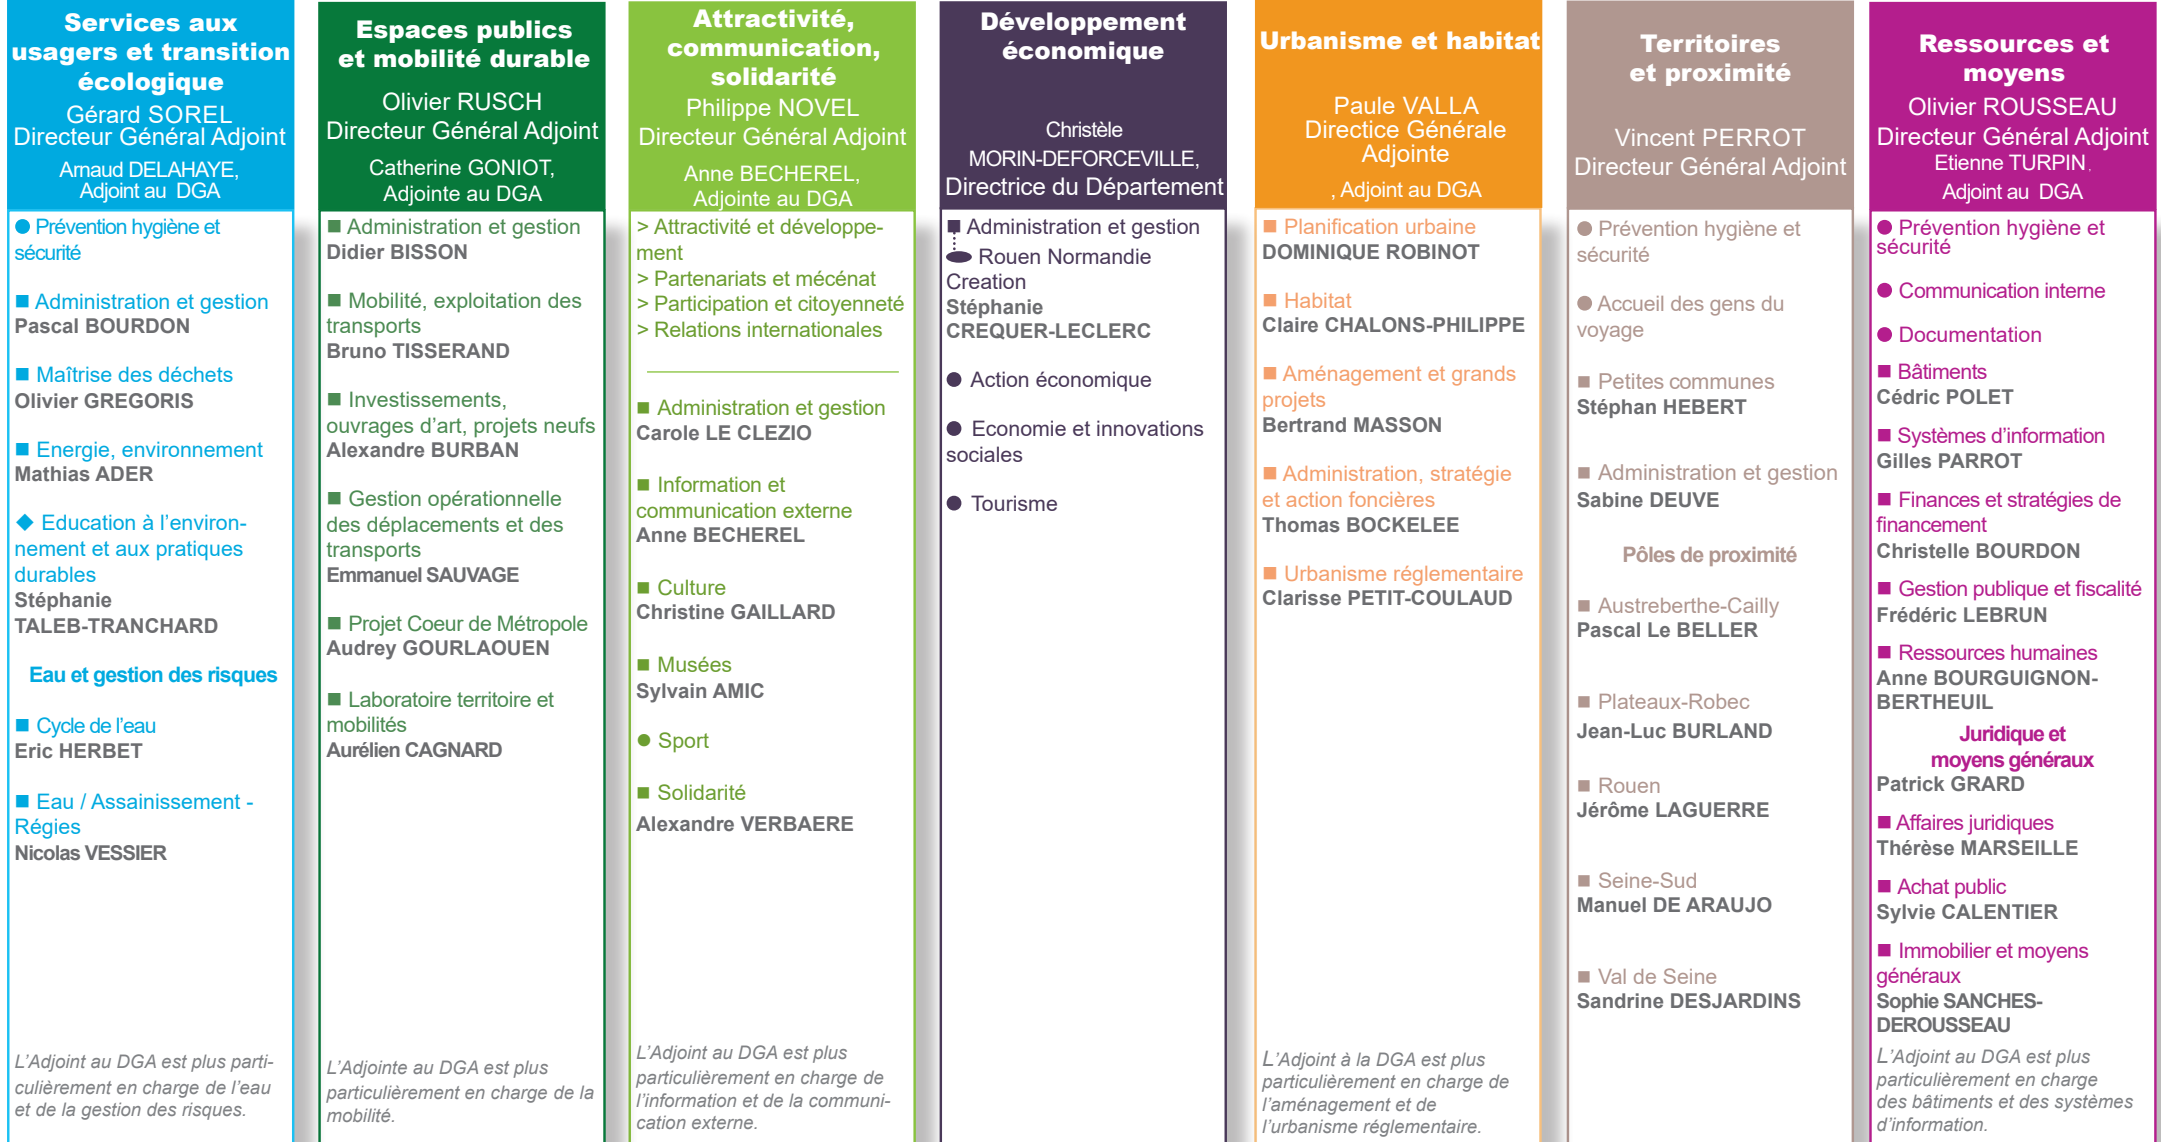 Services aux
usagers et transition
écologique
Gérard SOREL
Directeur Général Adjoint
Arnaud DELAHAYE,
Adjoint au DGA
● Prévention hygiène et
sécurité
■ Administration et gestion
Pascal BOURDON
■ Maîtrise des déchets
Olivier GREGORIS
■ Energie, environnement
Mathias ADER
◆ Education à l’environ-
nement et aux pratiques
durables
Stéphanie
TALEB-TRANCHARD
Eau et gestion des risques
■ Cycle de l’eau
Eric HERBET
■ Eau / Assainissement -
Régies
Nicolas VESSIER
L’Adjoint au DGA est plus parti-
culièrement en charge de l’eau
et de la gestion des risques.
Espaces publics
et mobilité durable
Olivier RUSCH
Directeur Général Adjoint
Catherine GONIOT,
Adjointe au DGA
■ Administration et gestion
Didier BISSON
■ Mobilité, exploitation des
transports
Bruno TISSERAND
■ Investissements,
ouvrages d’art, projets neufs
Alexandre BURBAN
■ Gestion opérationnelle
des déplacements et des
transports
Emmanuel SAUVAGE
■ Projet Coeur de Métropole
Audrey GOURLAOUEN
■ Laboratoire territoire et
mobilités
Aurélien CAGNARD
L’Adjointe au DGA est plus
particulièrement en charge de la
mobilité.
Attractivité,
communication,
solidarité
Philippe NOVEL
Directeur Général Adjoint
Anne BECHEREL,
Adjointe au DGA
> Attractivité et développe-
ment
> Partenariats et mécénat
> Participation et citoyenneté
> Relations internationales
■ Administration et gestion
Carole LE CLEZIO
■ Information et
communication externe
Anne BECHEREL
■ Culture
Christine GAILLARD
■ Musées
Sylvain AMIC
● Sport
■ Solidarité
Alexandre VERBAERE
L’Adjoint au DGA est plus
particulièrement en charge de
l’information et de la communi-
cation externe.
Développement
économique
Christèle
MORIN-DEFORCEVILLE,
Directrice du Département
■ Administration et gestion
Rouen Normandie
Creation
Stéphanie
CREQUER-LECLERC
● Action économique
● Economie et innovations
sociales
● Tourisme
Urbanisme et habitat
Paule VALLA
Directice Générale
Adjointe
, Adjoint au DGA
■ Planification urbaine
DOMINIQUE ROBINOT
■ Habitat
Claire CHALONS-PHILIPPE
■ Aménagement et grands
projets
Bertrand MASSON
■ Administration, stratégie
et action foncières
Thomas BOCKELEE
■ Urbanisme réglementaire
Clarisse PETIT-COULAUD
L’Adjoint à la DGA est plus
particulièrement en charge de
l’aménagement et de
l’urbanisme réglementaire.
Territoires
et proximité
Vincent PERROT
Directeur Général Adjoint
● Prévention hygiène et
sécurité
● Accueil des gens du
voyage
■ Petites communes
Stéphan HEBERT
■ Administration et gestion
Sabine DEUVE
Pôles de proximité
■ Austreberthe-Cailly
Pascal Le BELLER
■ Plateaux-Robec
Jean-Luc BURLAND
■ Rouen
Jérôme LAGUERRE
■ Seine-Sud
Manuel DE ARAUJO
■ Val de Seine
Sandrine DESJARDINS
Ressources et
moyens
Olivier ROUSSEAU
Directeur Général Adjoint
Etienne TURPIN,
Adjoint au DGA
● Prévention hygiène et
sécurité
● Communication interne
● Documentation
■ Bâtiments
Cédric POLET
■ Systèmes d’information
Gilles PARROT
■ Finances et stratégies de
financement
Christelle BOURDON
■ Gestion publique et fiscalité
Frédéric LEBRUN
■ Ressources humaines
Anne BOURGUIGNON-
BERTHEUIL
Juridique et
moyens généraux
Patrick GRARD
■ Affaires juridiques
Thérèse MARSEILLE
■ Achat public
Sylvie CALENTIER
■ Immobilier et moyens
généraux
Sophie SANCHES-
DEROUSSEAU
L’Adjoint au DGA est plus
particulièrement en charge
des bâtiments et des systèmes
d’information.